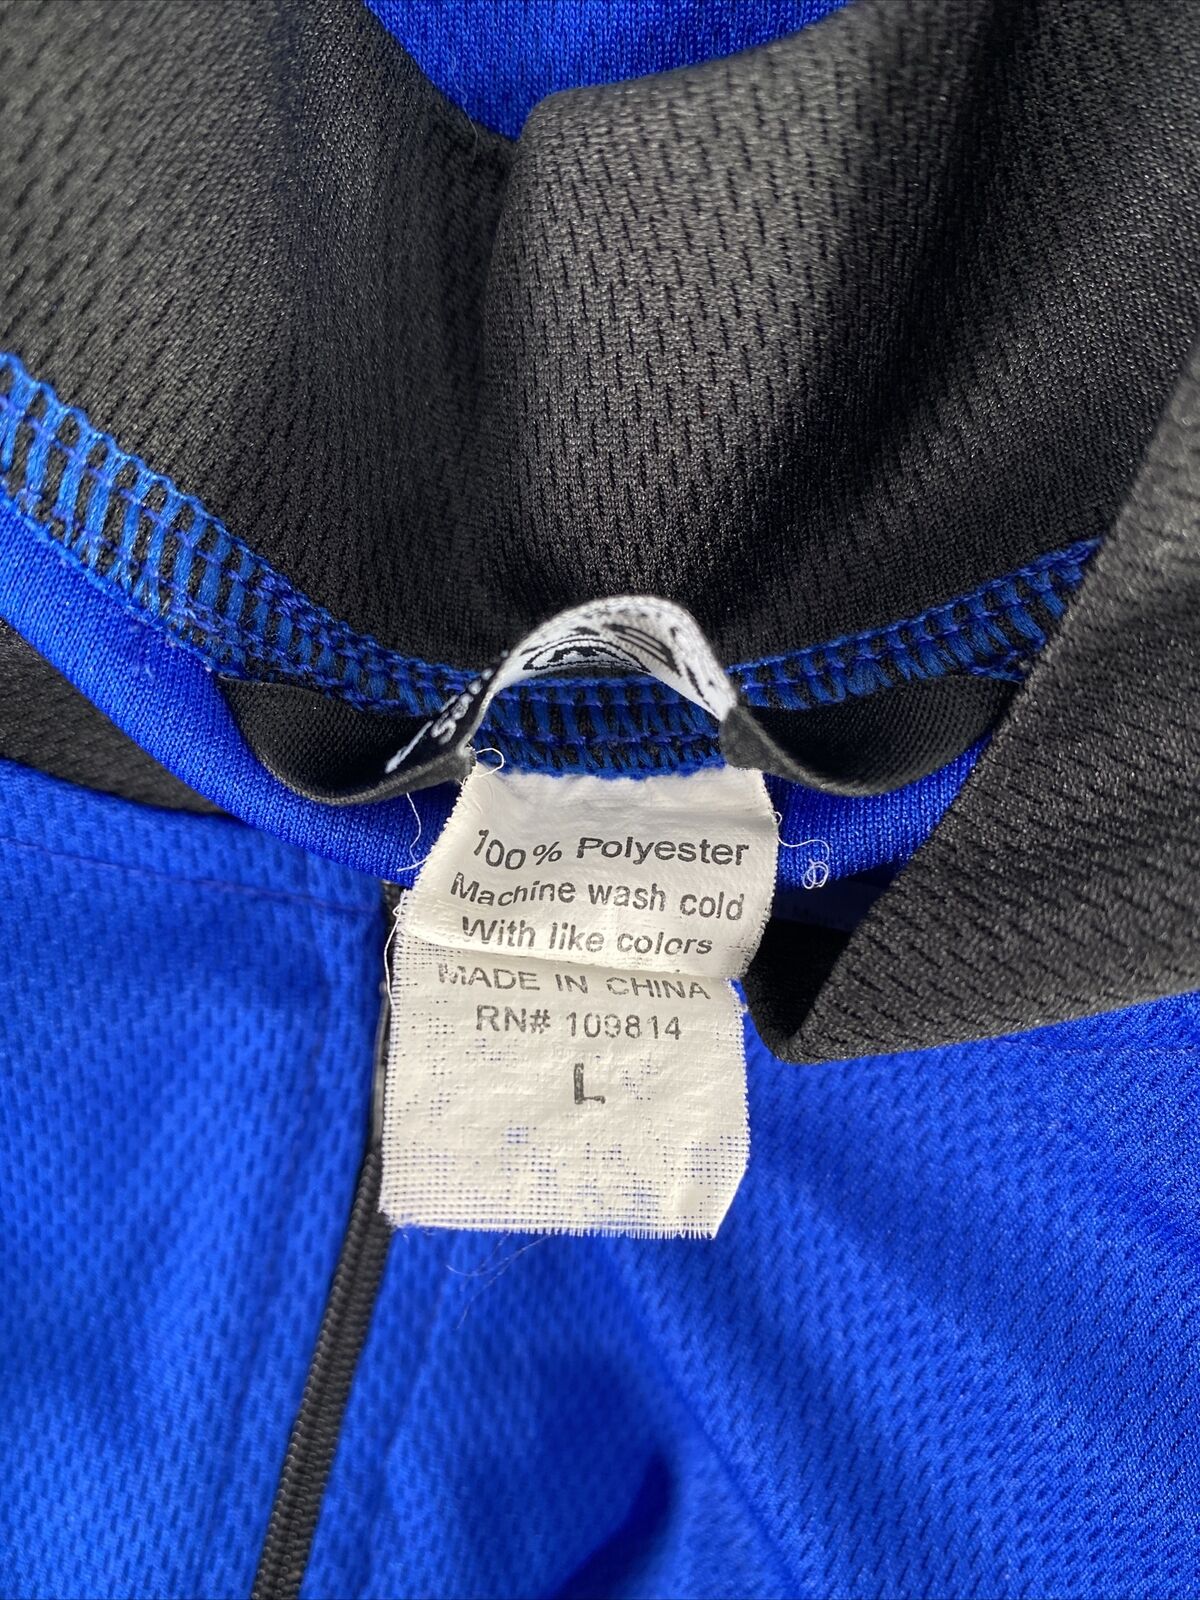 100% Polyester
Machine wash cold
With like colors
MADE IN CHINA
RN# 109814
L